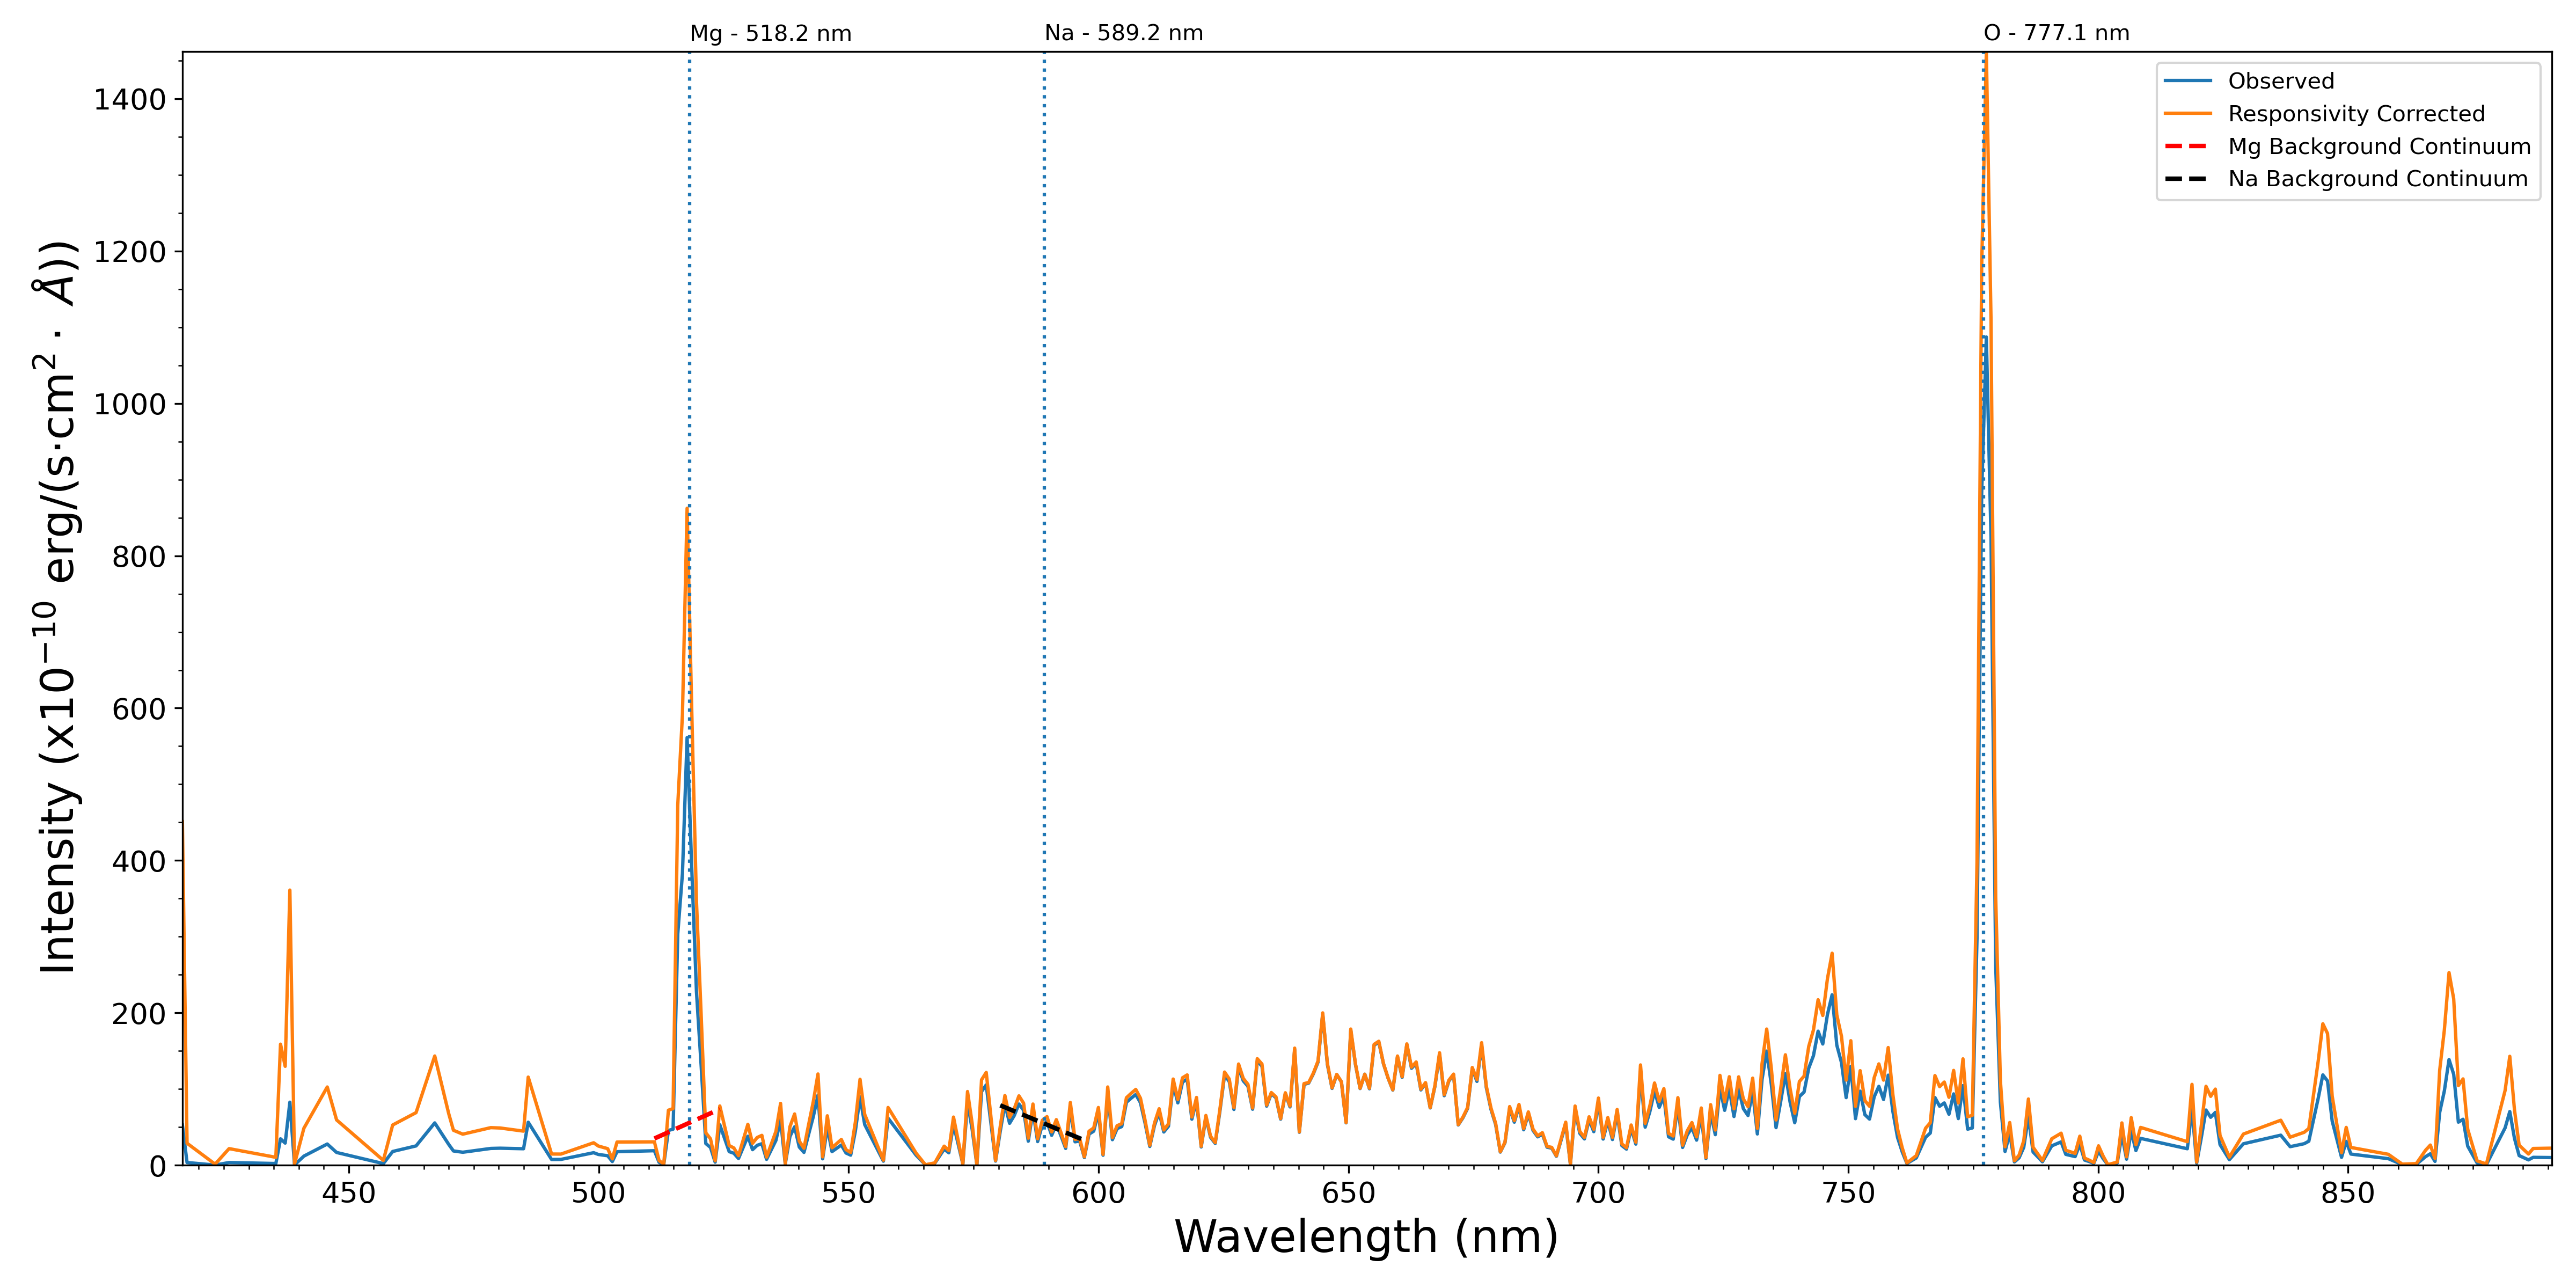 Mg - 518.2 nm
Na - 589.2 nm
O - 777.1 nm
Observed
Responsivity Corrected
Mg Background Continuum
Na Background Continuum
Intensity (x10⁻¹⁰ erg/(s·cm² · Å))
1400
1200
1000
800
600
400
200
0
450 500 550 600 650 700 750 800 850
Wavelength (nm)